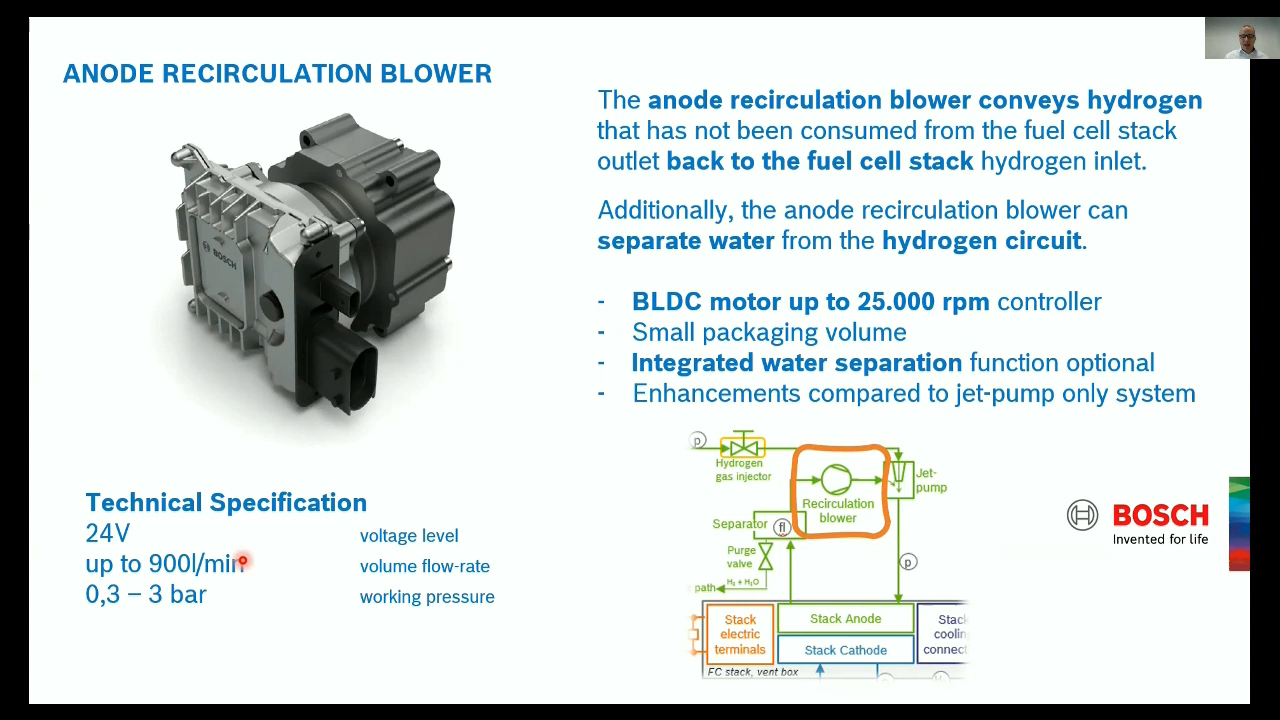 ANODE RECIRCULATION BLOWER
BOSCH
The anode recirculation blower conveys hydrogen
that has not been consumed from the fuel cell stack
outlet back to the fuel cell stack hydrogen inlet.
Additionally, the anode recirculation blower can
separate water from the hydrogen circuit.
- BLDC motor up to 25.000 rpm controller
- Small packaging volume
- Integrated water separation function optional
- Enhancements compared to jet-pump only system
Technical Specification
24V voltage level
up to 900l/min volume flow-rate
0,3 – 3 bar working pressure
p
Hydrogen
gas injector
Jet-
pump
Recirculation
blower
Separator
fl
Purge
valve
p
H₂ + H₂O
path
Stack
electric
terminals
Stack Anode
Stack Cathode
Stack
coolin
connect
FC stack, vent box
BOSCH
Invented for life